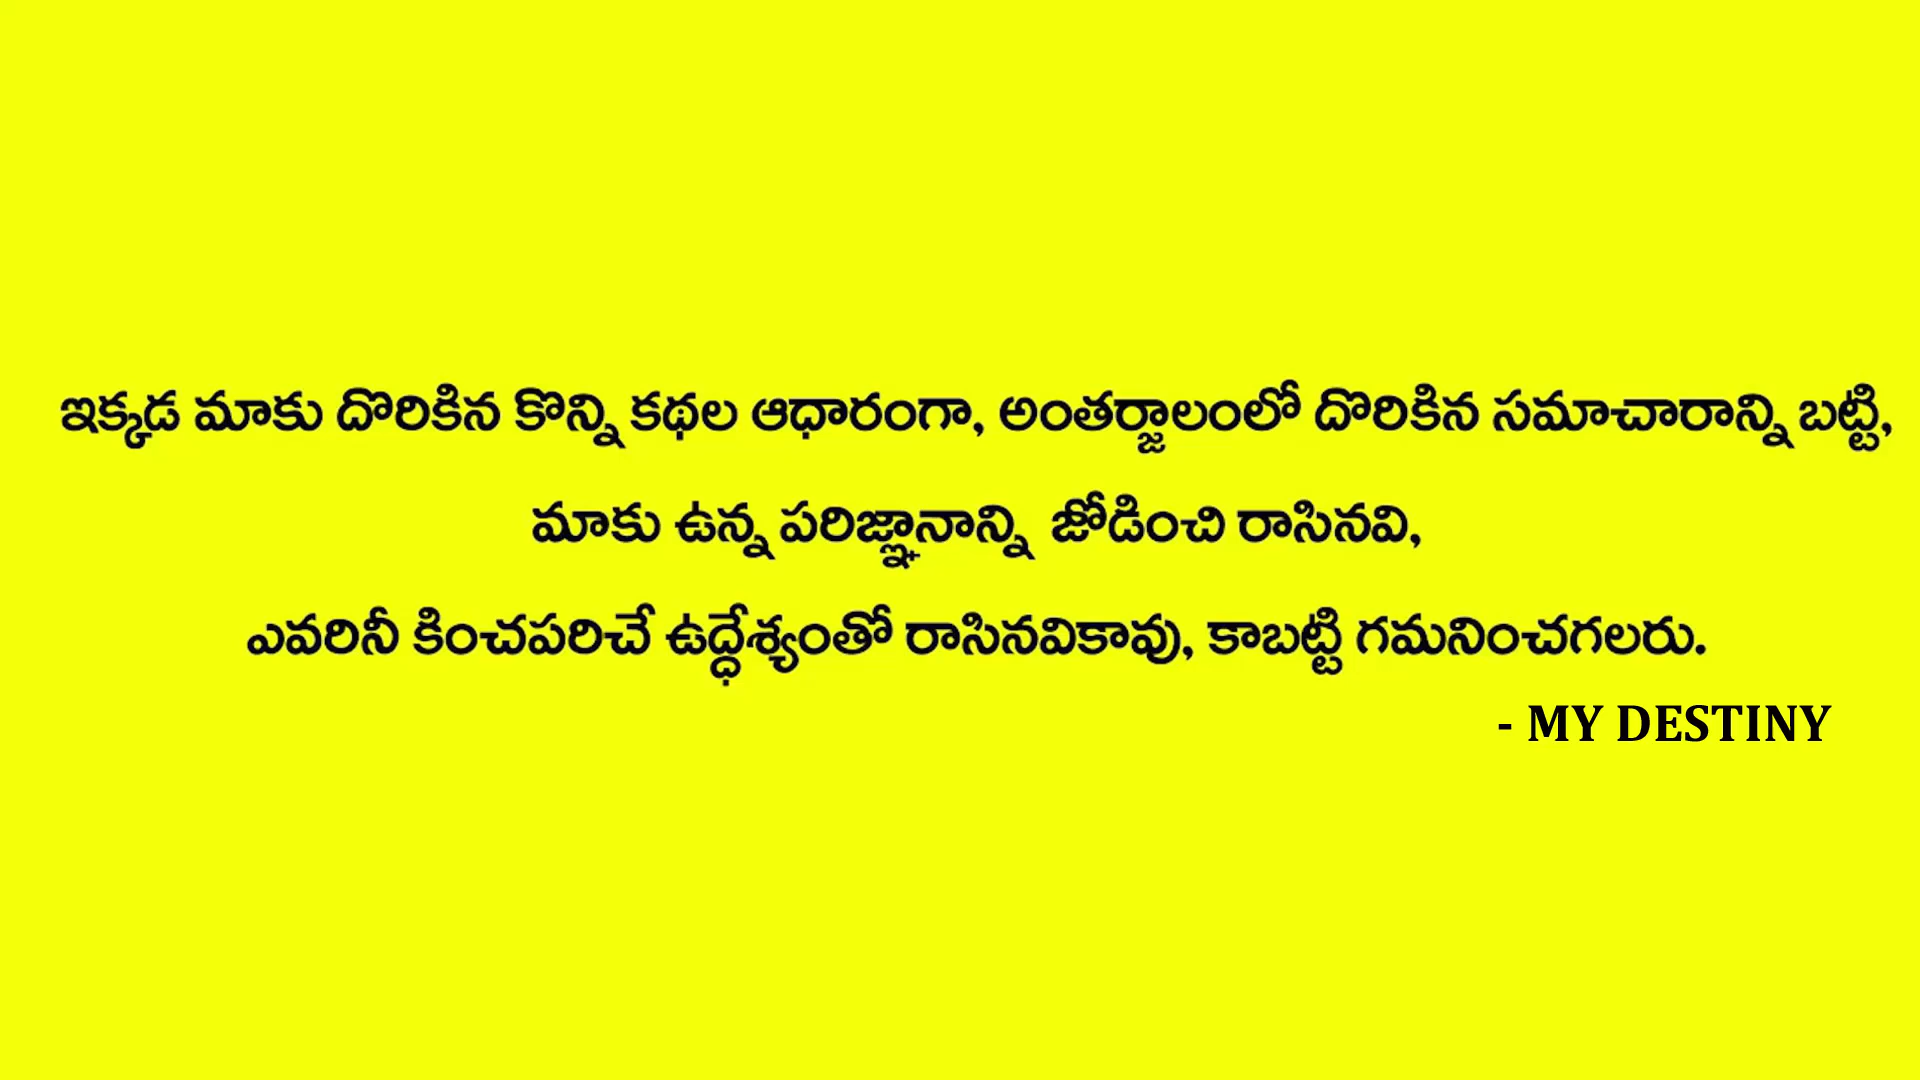 ఇక్కడ మాకు దొరికిన కొన్ని కథల ఆధారంగా, అంతర్జాలంలో దొరికిన సమాచారాన్ని బట్టి,
మాకు ఉన్న పరిజ్ఞానాన్ని జోడించి రాసినవి,
ఎవరినీ కించపరిచే ఉద్ధేశ్యంతో రాసినవికావు, కాబట్టి గమనించగలరు.
- MY DESTINY